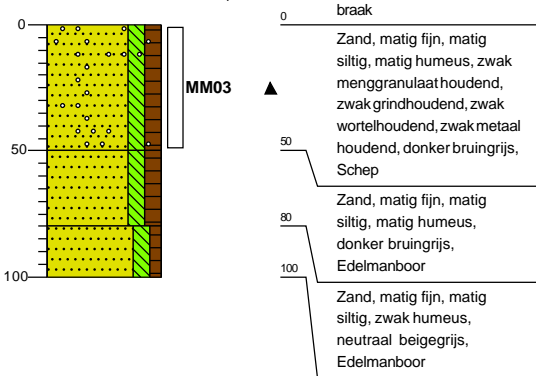 braak
0
0
Zand, matig fijn, matig
siltig, matig humeus, zwak
menggranulaathoudend,
zwak grindhoudend, zwak
wortelhoudend, zwak metaal
houdend, donker bruingrijs,
Schep
MM03
50
50
Zand, matig fijn, matig
siltig, matig humeus,
donker bruingrijs,
Edelmanboor
80
100
100
Zand, matig fijn, matig
siltig, zwak humeus,
neutraal beigegrijs,
Edelmanboor